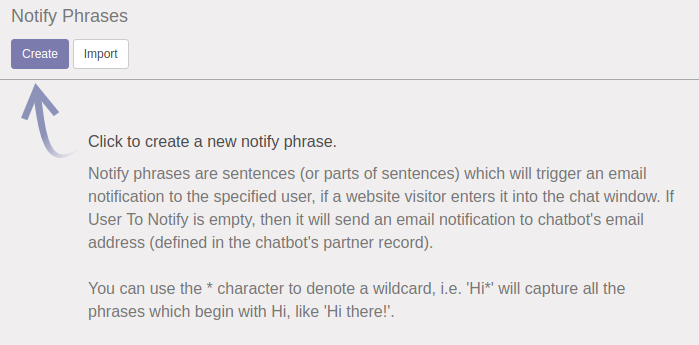 Notify Phrases
Create Import
Click to create a new notify phrase.
Notify phrases are sentences (or parts of sentences) which will trigger an email
notification to the specified user, if a website visitor enters it into the chat window. If
User To Notify is empty, then it will send an email notification to chatbot's email
address (defined in the chatbot's partner record).
You can use the * character to denote a wildcard, i.e. 'Hi*' will capture all the
phrases which begin with Hi, like 'Hi there!'.